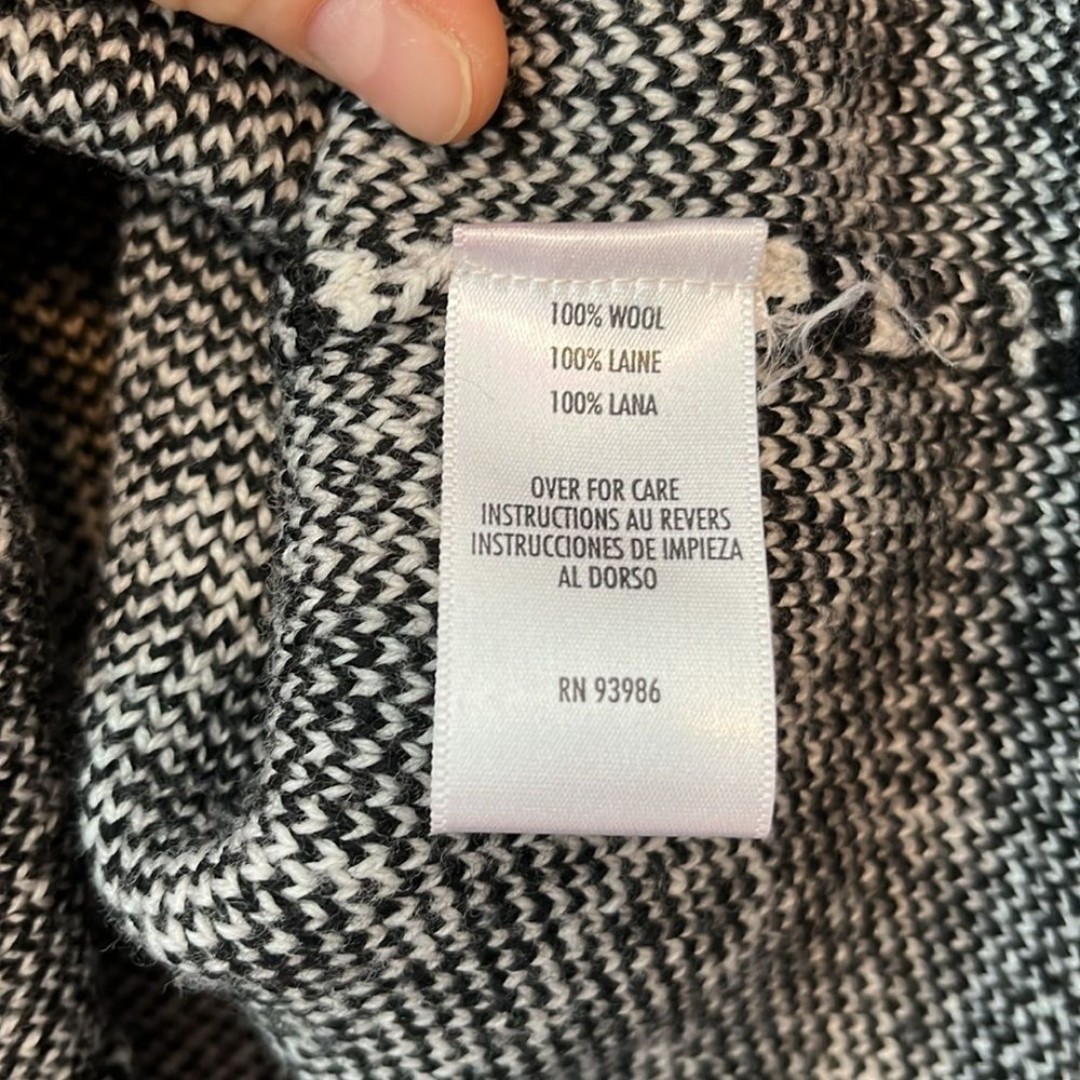 100% WOOL
100% LAINE
100% LANA
OVER FOR CARE
INSTRUCTIONS AU REVERS
INSTRUCCIONES DE IMPIEZA
AL DORSO
RN 93986